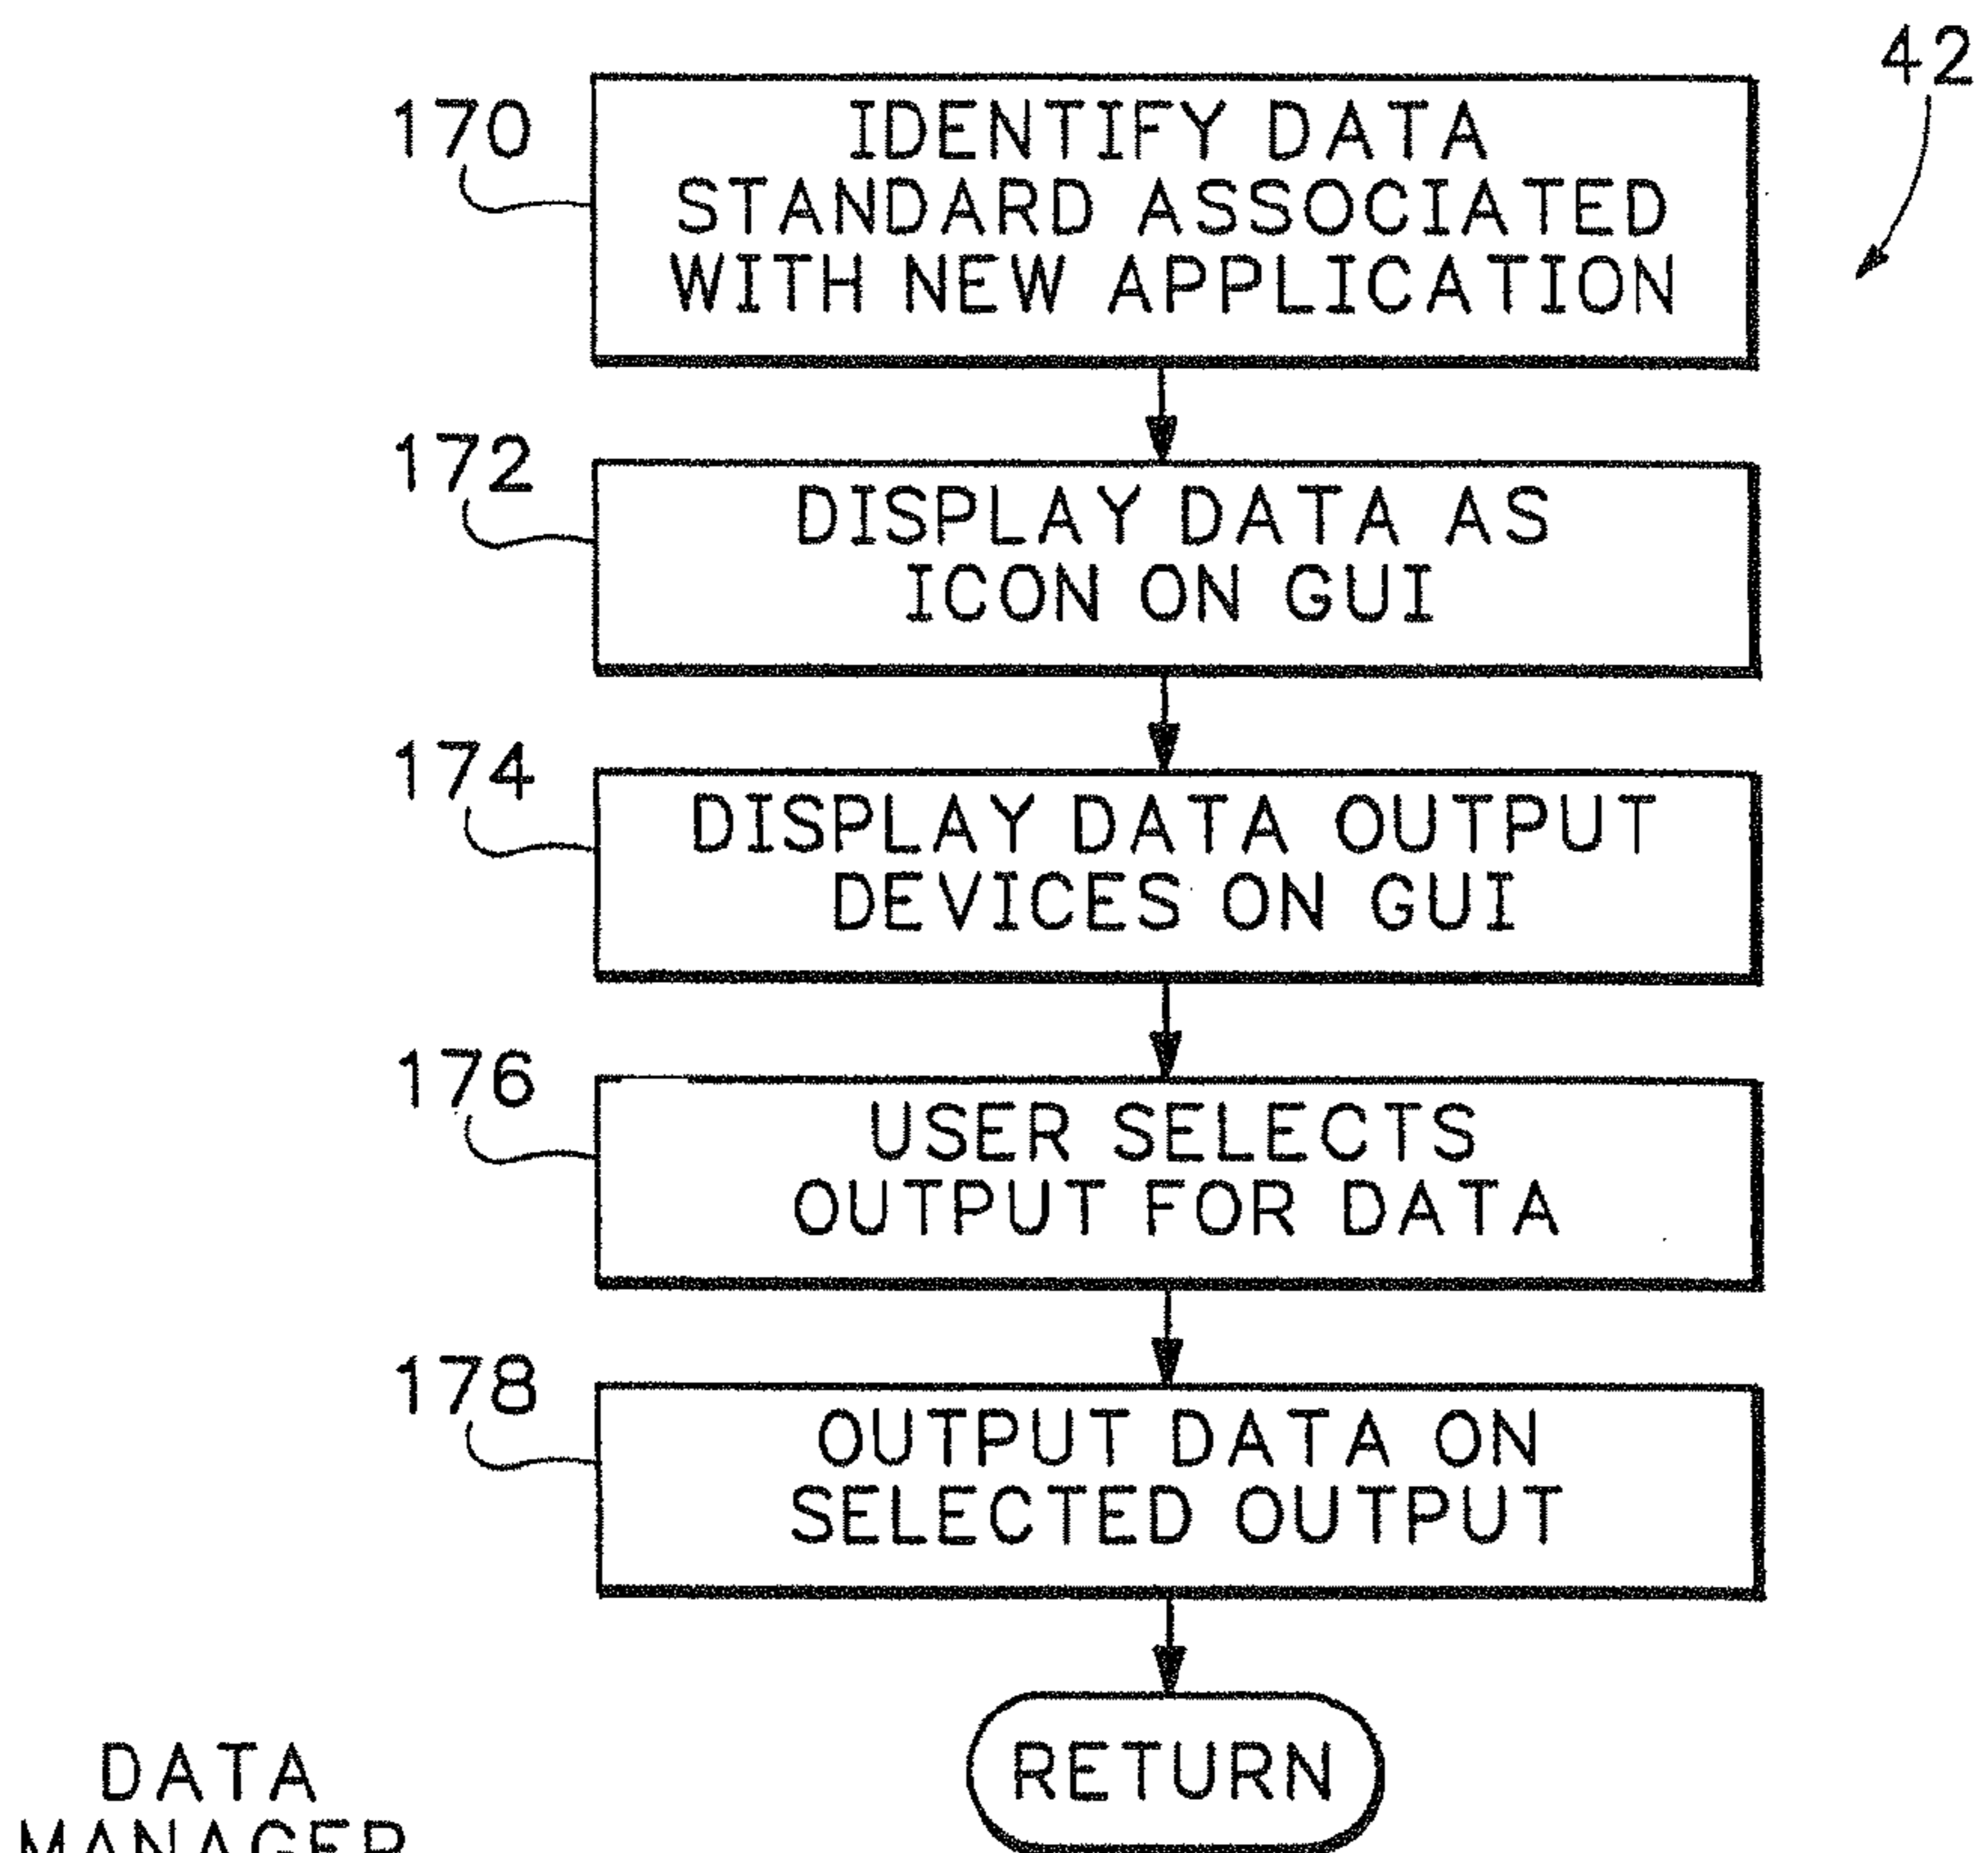 42
170
IDENTIFY DATA
STANDARD ASSOCIATED
WITH NEW APPLICATION
172
DISPLAY DATA AS
ICON ON GUI
174
DISPLAY DATA OUTPUT
DEVICES ON GUI
176
USER SELECTS
OUTPUT FOR DATA
178
OUTPUT DATA ON
SELECTED OUTPUT
RETURN
DATA
MANAGER